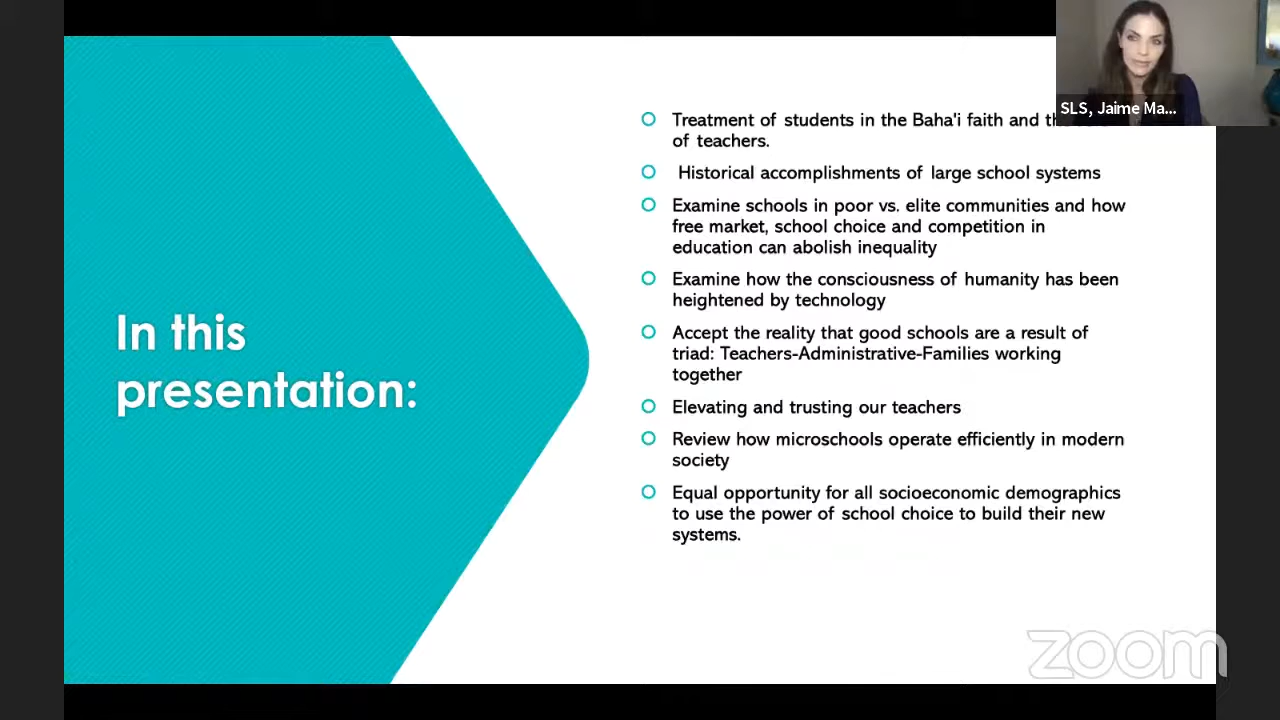 SLS, Jaime Ma...
In this
presentation:
Treatment of students in the Baha'i faith and
of teachers.
Historical accomplishments of large school systems
Examine schools in poor vs. elite communities and how
free market, school choice and competition in
education can abolish inequality
Examine how the consciousness of humanity has been
heightened by technology
Accept the reality that good schools are a result of
triad: Teachers-Administrative-Families working
together
Elevating and trusting our teachers
Review how microschools operate efficiently in modern
society
Equal opportunity for all socioeconomic demographics
to use the power of school choice to build their new
systems.
zoom